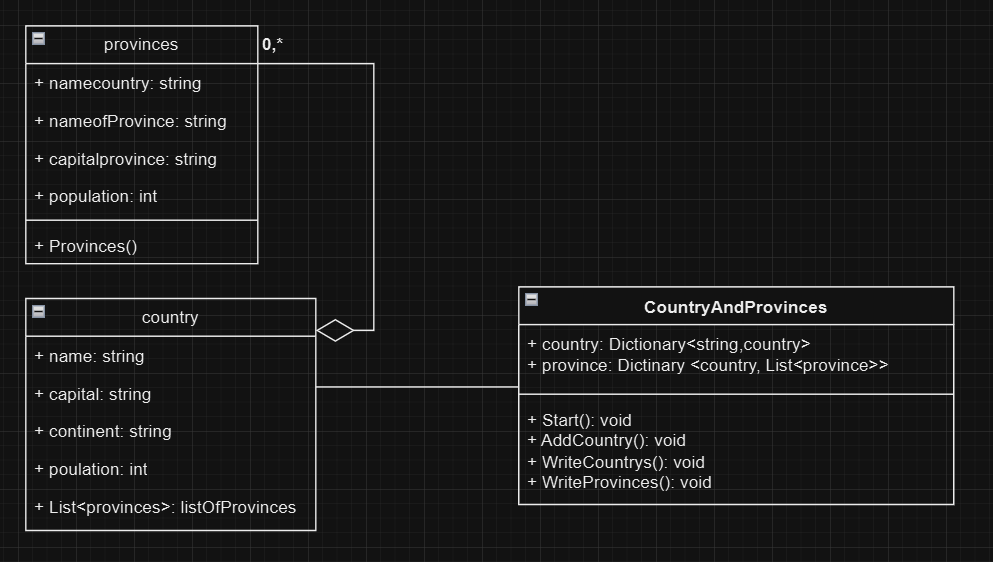 provinces
0,*
+ namecountry: string
+ nameofProvince: string
+ capitalprovince: string
+ population: int
+ Provinces()
country
+ name: string
+ capital: string
+ continent: string
+ poulation: int
+ List<provinces>: listOfProvinces
CountryAndProvinces
+ country: Dictionary<string,country>
+ province: Dictinary <country, List<province>>
+ Start(): void
+ AddCountry(): void
+ WriteCountrys(): void
+ WriteProvinces(): void